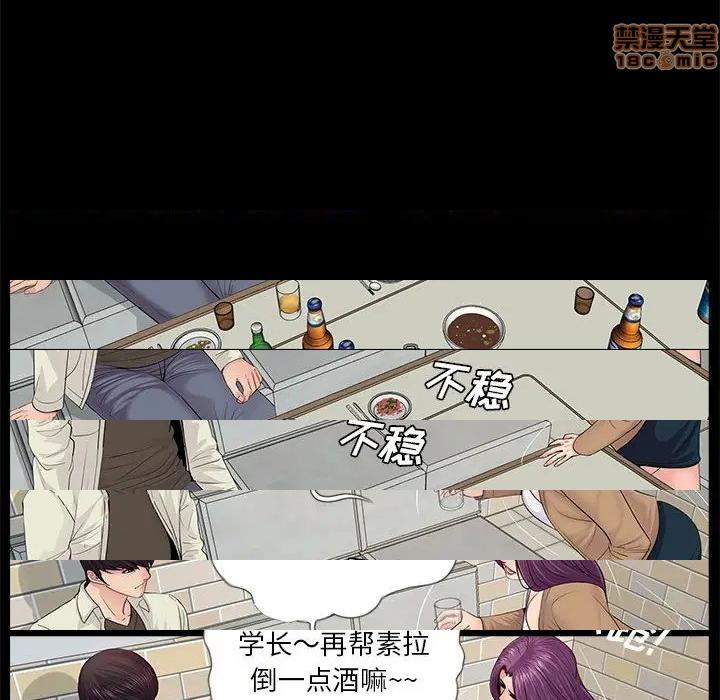 禁漫天堂
18comic
不稳
不稳
学长～再帮素拉
倒一点酒嘛~~